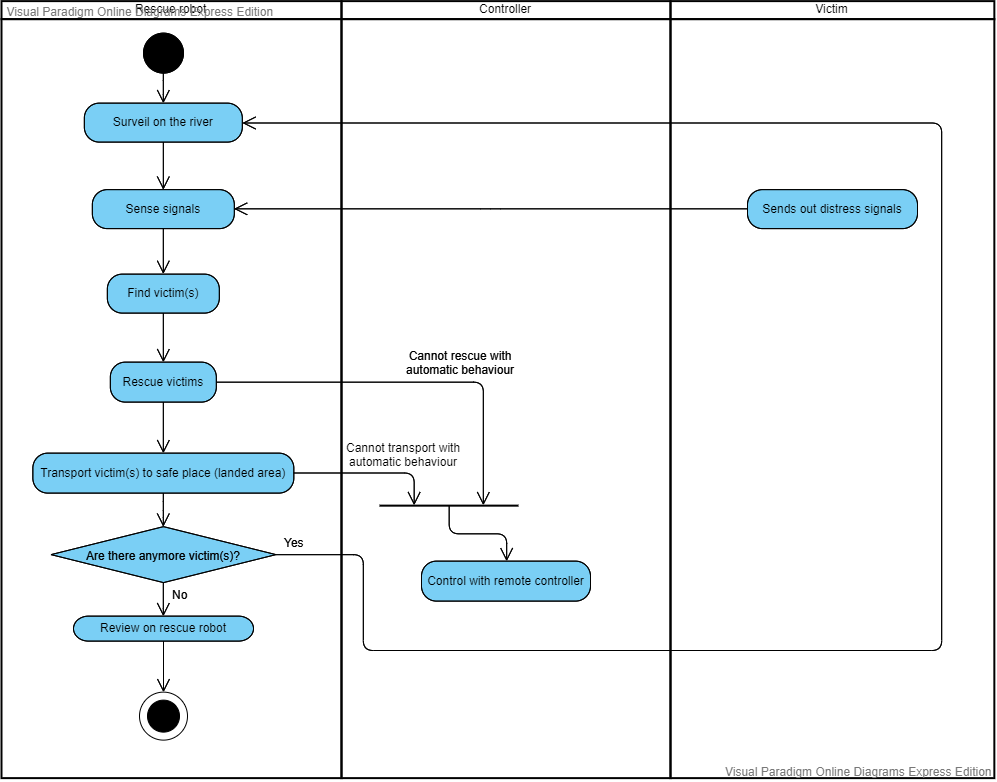 Visual Paradigm Online Diagrams Express Edition
Rescue robot
Controller
Victim
Surveil on the river
Sense signals
Sends out distress signals
Find victim(s)
Cannot rescue with
automatic behaviour
Rescue victims
Cannot transport with
automatic behaviour
Transport victim(s) to safe place (landed area)
Yes
Are there anymore victim(s)?
Control with remote controller
No
Review on rescue robot
Visual Paradigm Online Diagrams Express Edition